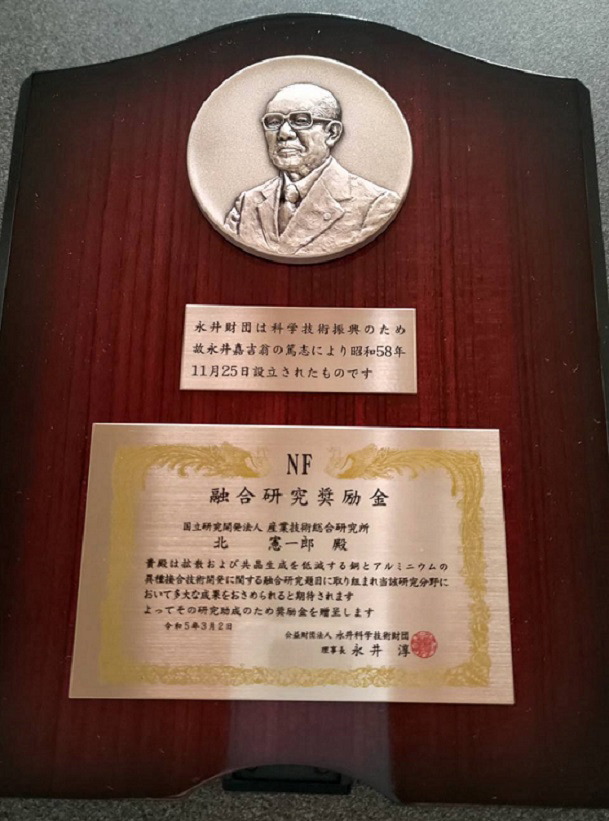 永井財団は科学技術振興のため
故永井嘉吉翁の篤志により昭和58年
11月25日設立されたものです
NF
融合研究奨励金
国立研究開発法人 産業技術総合研究所
北 憲一郎 殿
貴殿は拡散および共晶生成を低減する銅とアルミニウムの
異種接合技術開発に関する融合研究題目に取り組まれ当該研究分野に
おいて多大な成果をおさめられると期待されます
よってその研究助成のため奨励金を贈呈します
令和5年3月2日
公益財団法人 永井科学技術財団
理事長 永井 淳